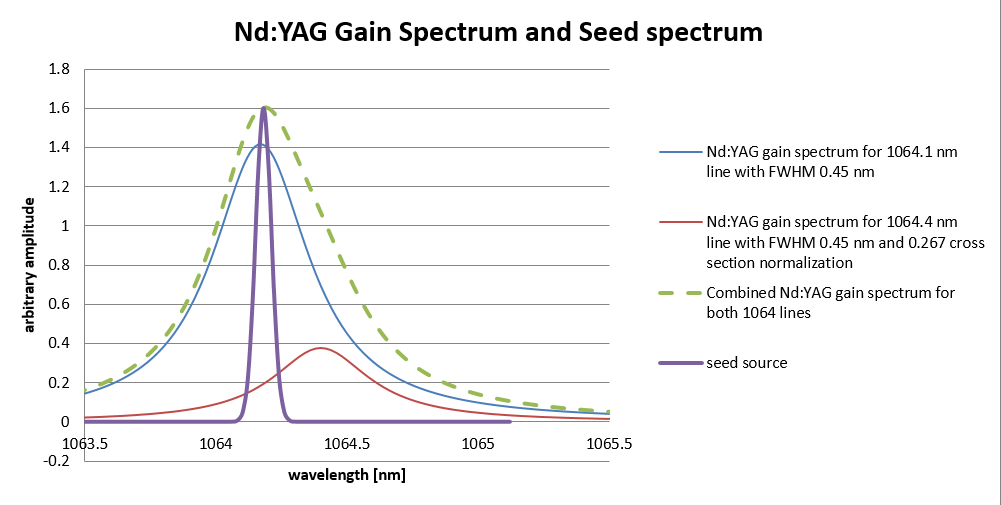 Nd:YAG Gain Spectrum and Seed spectrum
1.8
1.6
1.4
1.2
1
0.8
0.6
0.4
0.2
0
-0.2
arbitrary amplitude
1063.5
1064
1064.5
1065
1065.5
wavelength [nm]
Nd:YAG gain spectrum for 1064.1 nm
line with FWHM 0.45 nm
Nd:YAG gain spectrum for 1064.4 nm
line with FWHM 0.45 nm and 0.267 cross
section normalization
Combined Nd:YAG gain spectrum for
both 1064 lines
seed source